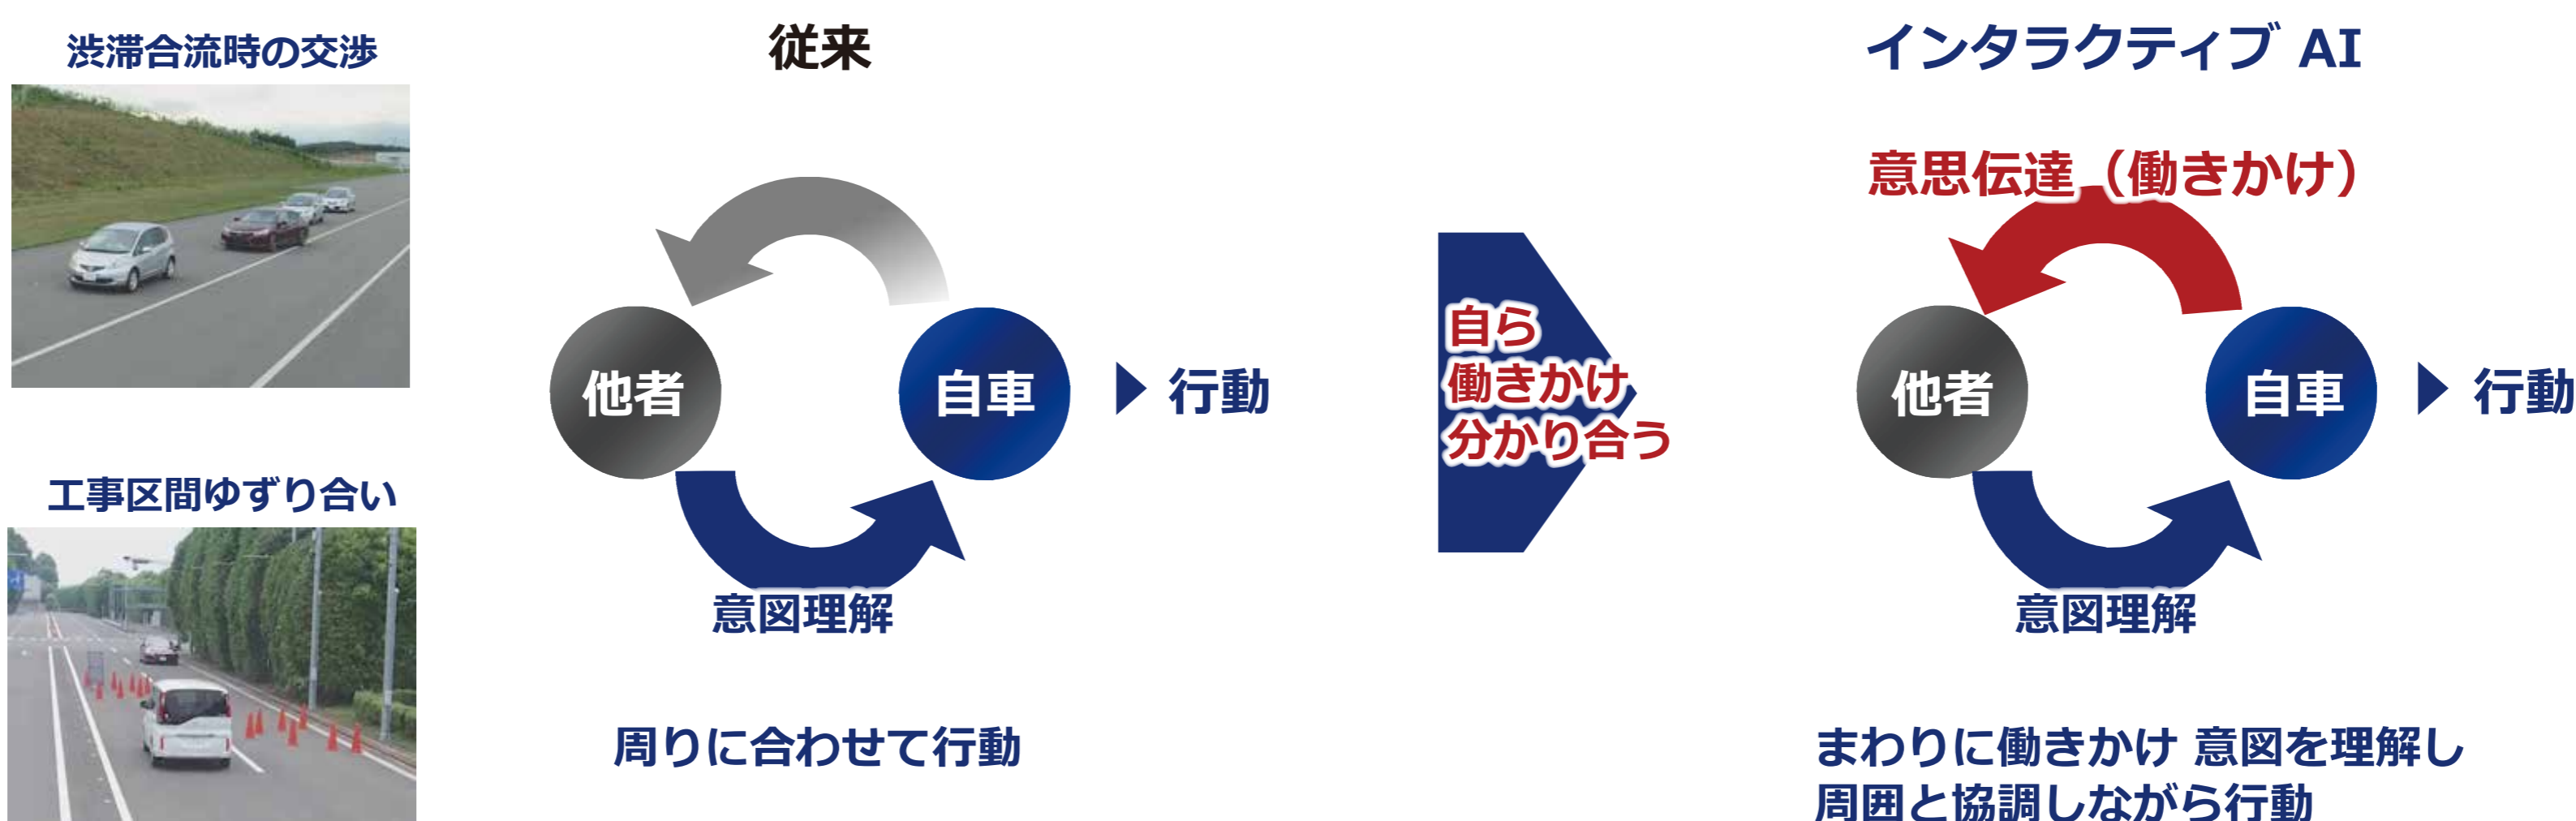 渋滞合流時の交渉
工事区間ゆずり合い
従来
他者
自車
行動
意図理解
周りに合わせて行動
自ら
働きかけ
分かり合う
インタラクティブ AI
意思伝達（働きかけ）
他者
自車
行動
意図理解
まわりに働きかけ 意図を理解し
周囲と協調しながら行動